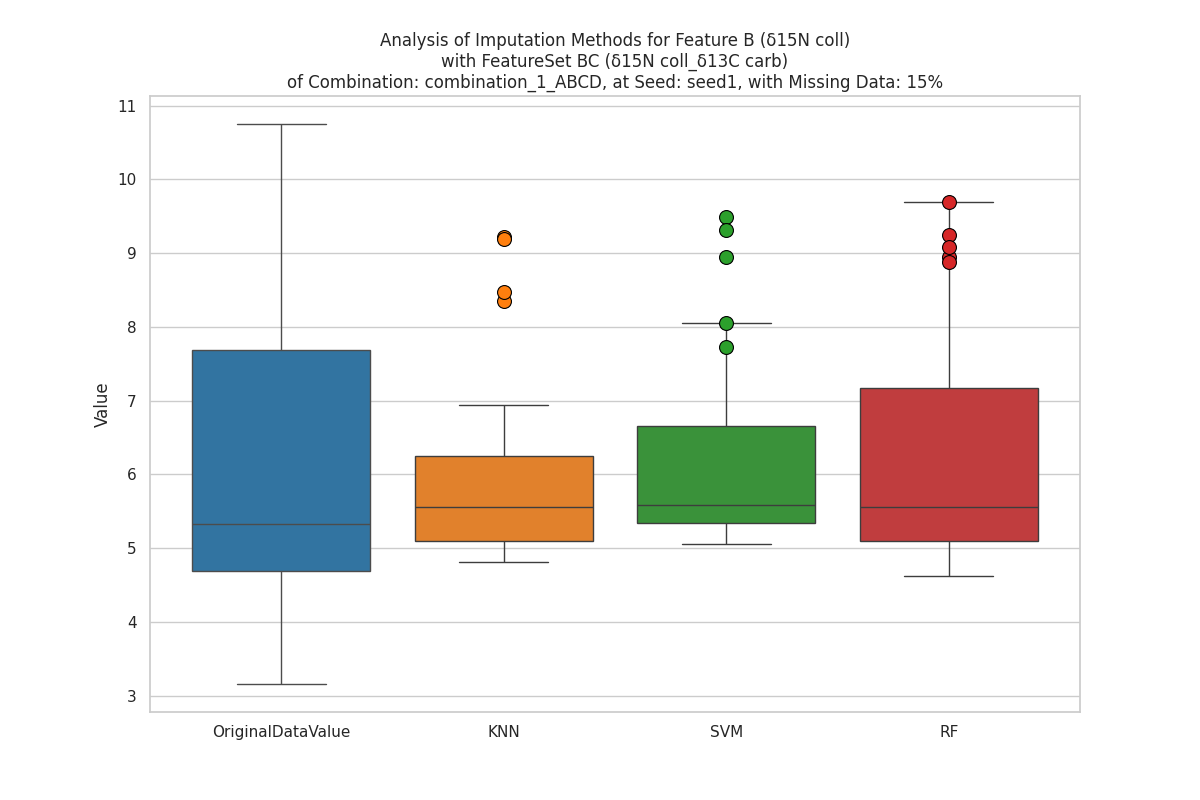 Analysis of Imputation Methods for Feature B (δ15N coll)
with FeatureSet BC (δ15N coll_δ13C carb)
of Combination: combination_1_ABCD, at Seed: seed1, with Missing Data: 15%
11
10
9
8
7
6
5
4
3
Value
OriginalDataValue
KNN
SVM
RF